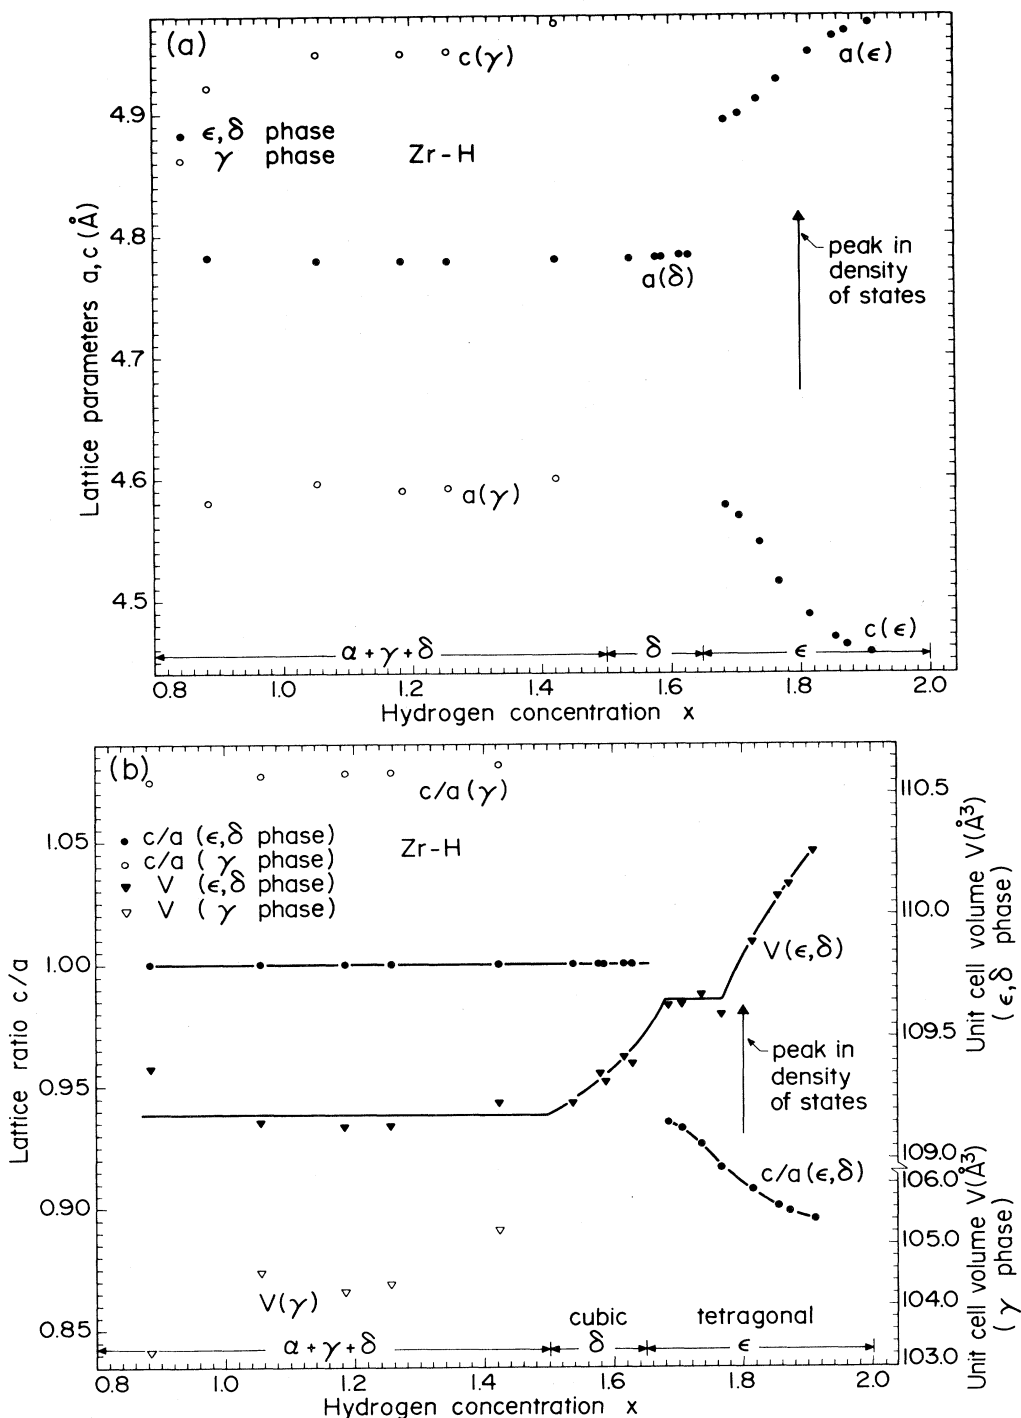 (a)
c(γ)
a(ε)
4.9
ε,δ phase
γ phase
Zr-H
4.8
a(δ)
peak in
density
of states
Lattice parameters a,c(Å)
4.7
4.6
a(γ)
4.5
c(ε)
α+γ+δ
δ
ε
0.8 1.0 1.2 1.4 1.6 1.8 2.0
Hydrogen concentration x
(b)
c/a(γ)
110.5
1.05
c/a (ε,δ phase)
c/a ( γ phase)
V (ε,δ phase)
V ( γ phase)
Zr-H
110.0
V(ε,δ)
1.00
Lattice ratio c/a
109.5
peak in
density
of states
0.95
109.0
106.0
c/a(ε,δ)
0.90
105.0
V(γ)
104.0
cubic
tetragonal
0.85
α+γ+δ
δ
ε
103.0
Unit cell volume V(Å³)
(ε,δ phase)
Unit cell volume V(Å³)
( γ phase)
0.8 1.0 1.2 1.4 1.6 1.8 2.0
Hydrogen concentration x